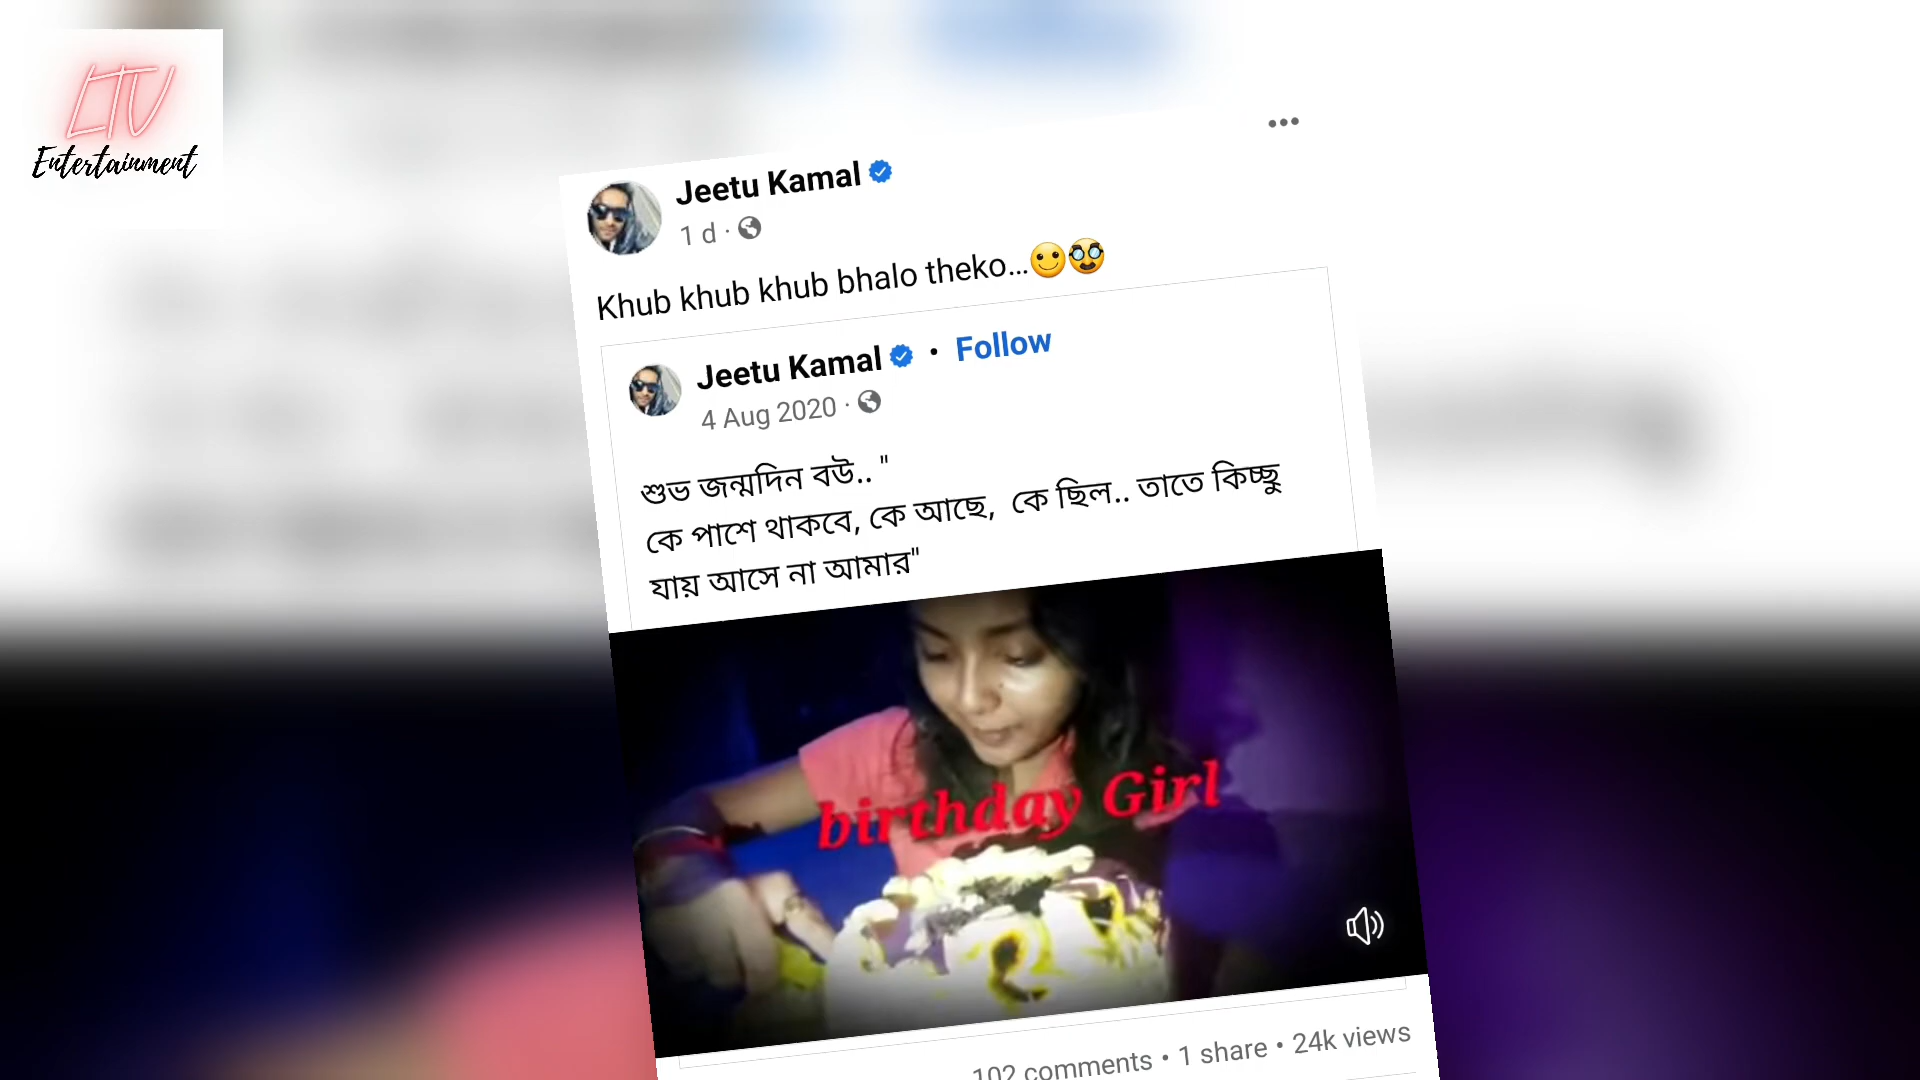 LTV
Entertainment
Jeetu Kamal
1 d ·
Khub khub khub bhalo theko...🙂🥸
Jeetu Kamal • Follow
4 Aug 2020 ·
শুভ জন্মদিন বউ.. "
কে পাশে থাকবে, কে আছে, কে ছিল.. তাতে কিচ্ছু
যায় আসে না আমার"
birthday Girl
102 comments • 1 share • 24k views